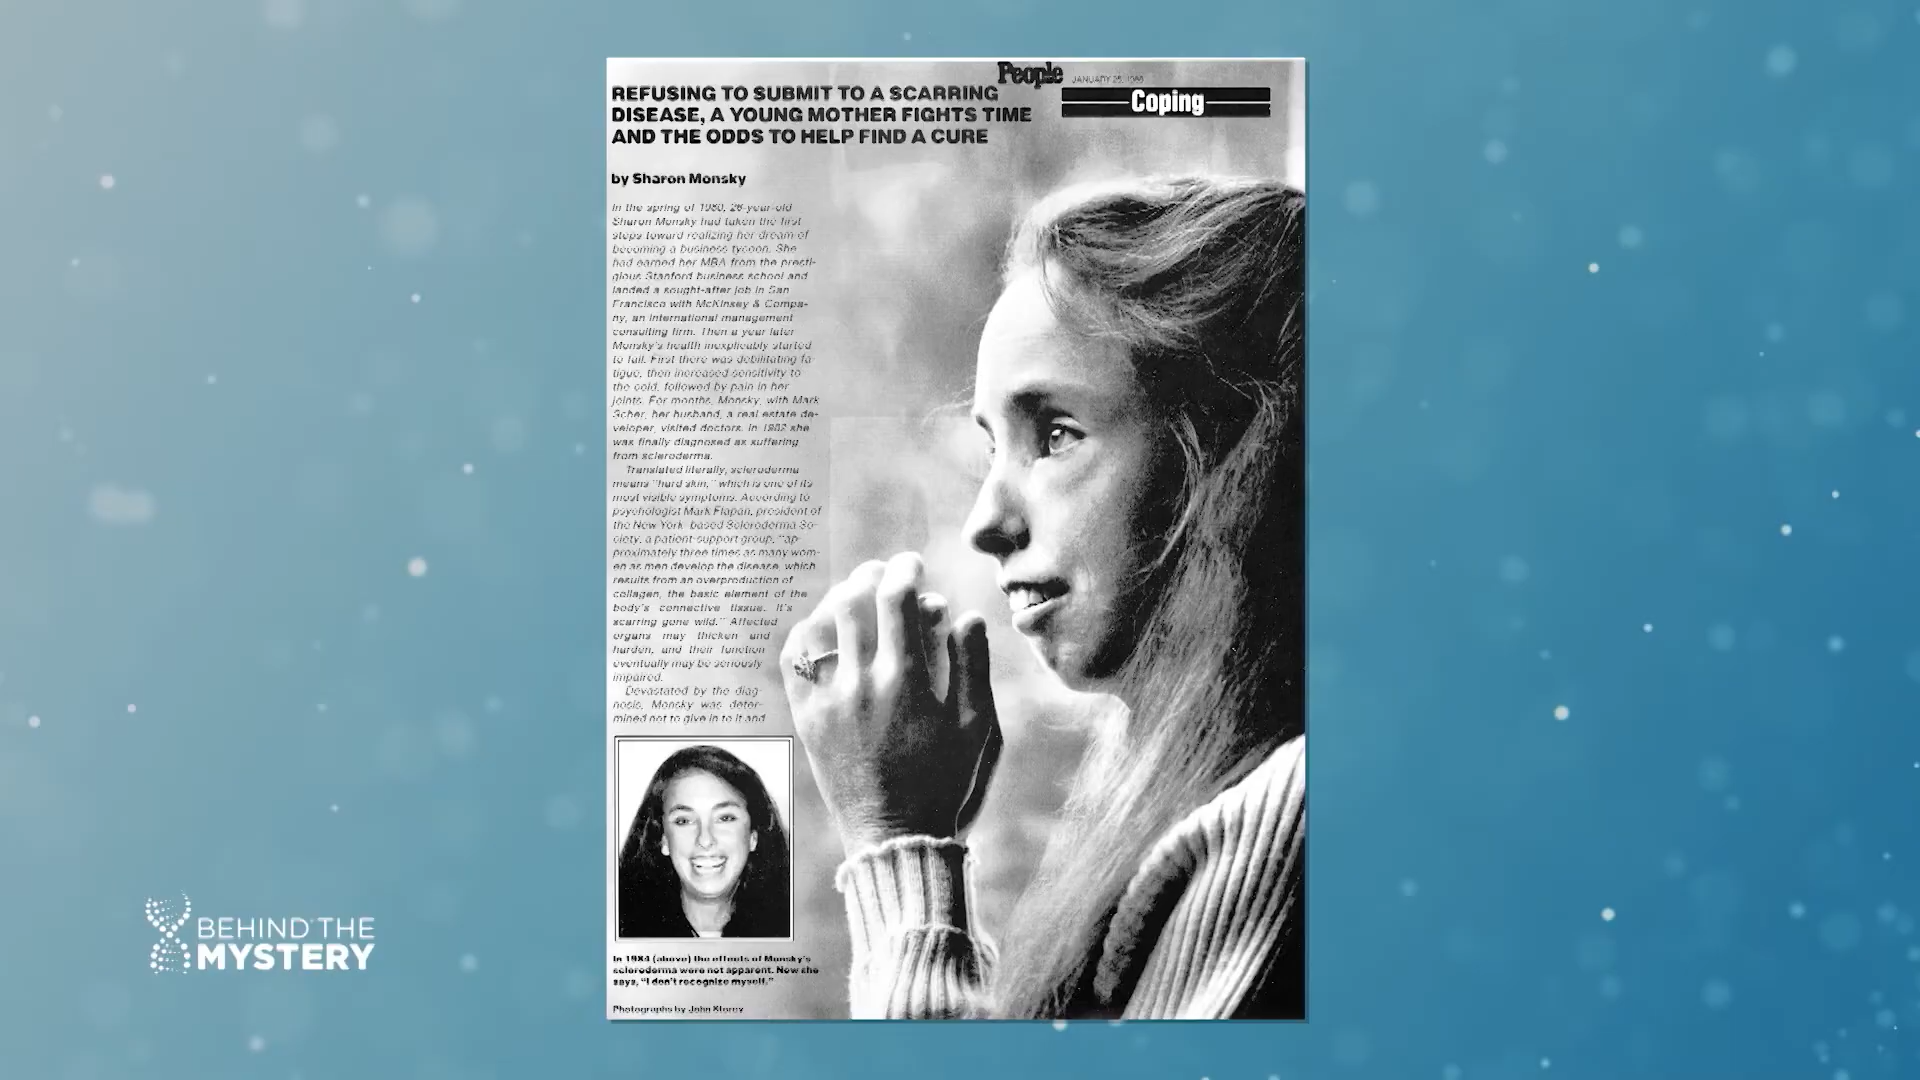 People JANUARY 25, 1988
Coping
REFUSING TO SUBMIT TO A SCARRING
DISEASE, A YOUNG MOTHER FIGHTS TIME
AND THE ODDS TO HELP FIND A CURE
by Sharon Monsky
In the spring of 1980, 26-year-old
Sharon Monsky had taken the first
steps toward realizing her dream of
becoming a business tycoon. She
had earned her MBA from the presti-
gious Stanford business school and
landed a sought-after job in San
Francisco with McKinsey & Compa-
ny, an international management
consulting firm. Then a year later
Monsky's health inexplicably started
to fail. First there was debilitating fa-
tigue, then increased sensitivity to
the cold, followed by pain in her
joints. For months, Monsky, with Mark
Scher, her husband, a real estate de-
veloper, visited doctors. In 1982 she
was finally diagnosed as suffering
from scleroderma.
Translated literally, scleroderma
means "hard skin," which is one of its
most visible symptoms. According to
psychologist Mark Flapan, president of
the New York-based Scleroderma So-
ciety, a patient-support group, "ap-
proximately three times as many wom-
en as men develop the disease, which
results from an overproduction of
collagen, the basic element of the
body's connective tissue. It's
scarring gone wild." Affected
organs may thicken and
harden, and their function
eventually may be seriously
impaired.
Devastated by the diag-
nosis, Monsky was deter-
mined not to give in to it and
In 1984 (above) the effects of Monsky's
scleroderma were not apparent. Now she
says, "I don't recognize myself."
Photographs by John Storey
BEHIND THE
MYSTERY